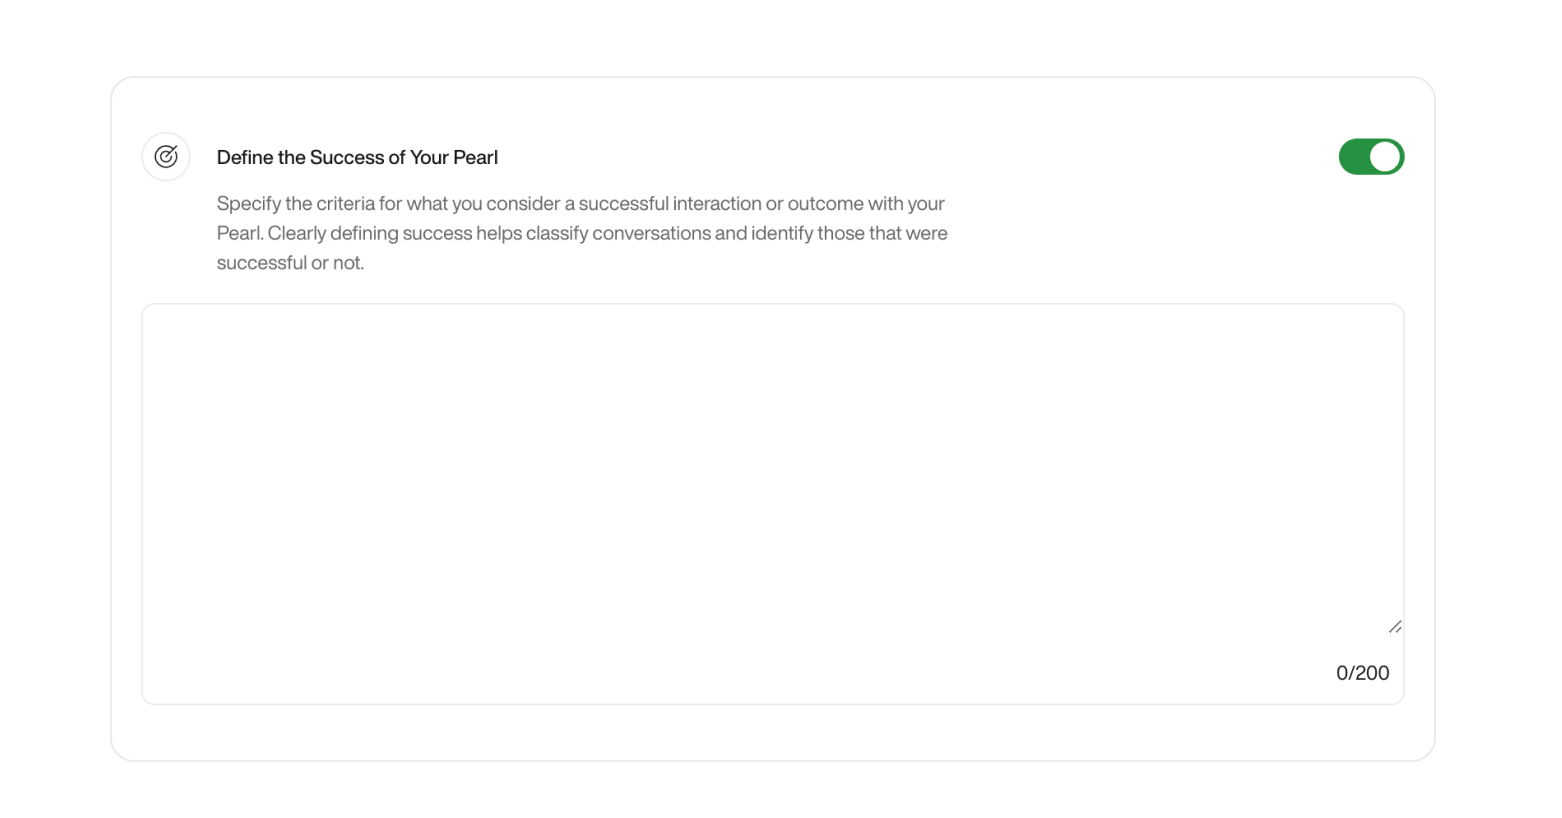 Define the Success of Your Pearl
Specify the criteria for what you consider a successful interaction or outcome with your
Pearl. Clearly defining success helps classify conversations and identify those that were
successful or not.
0/200